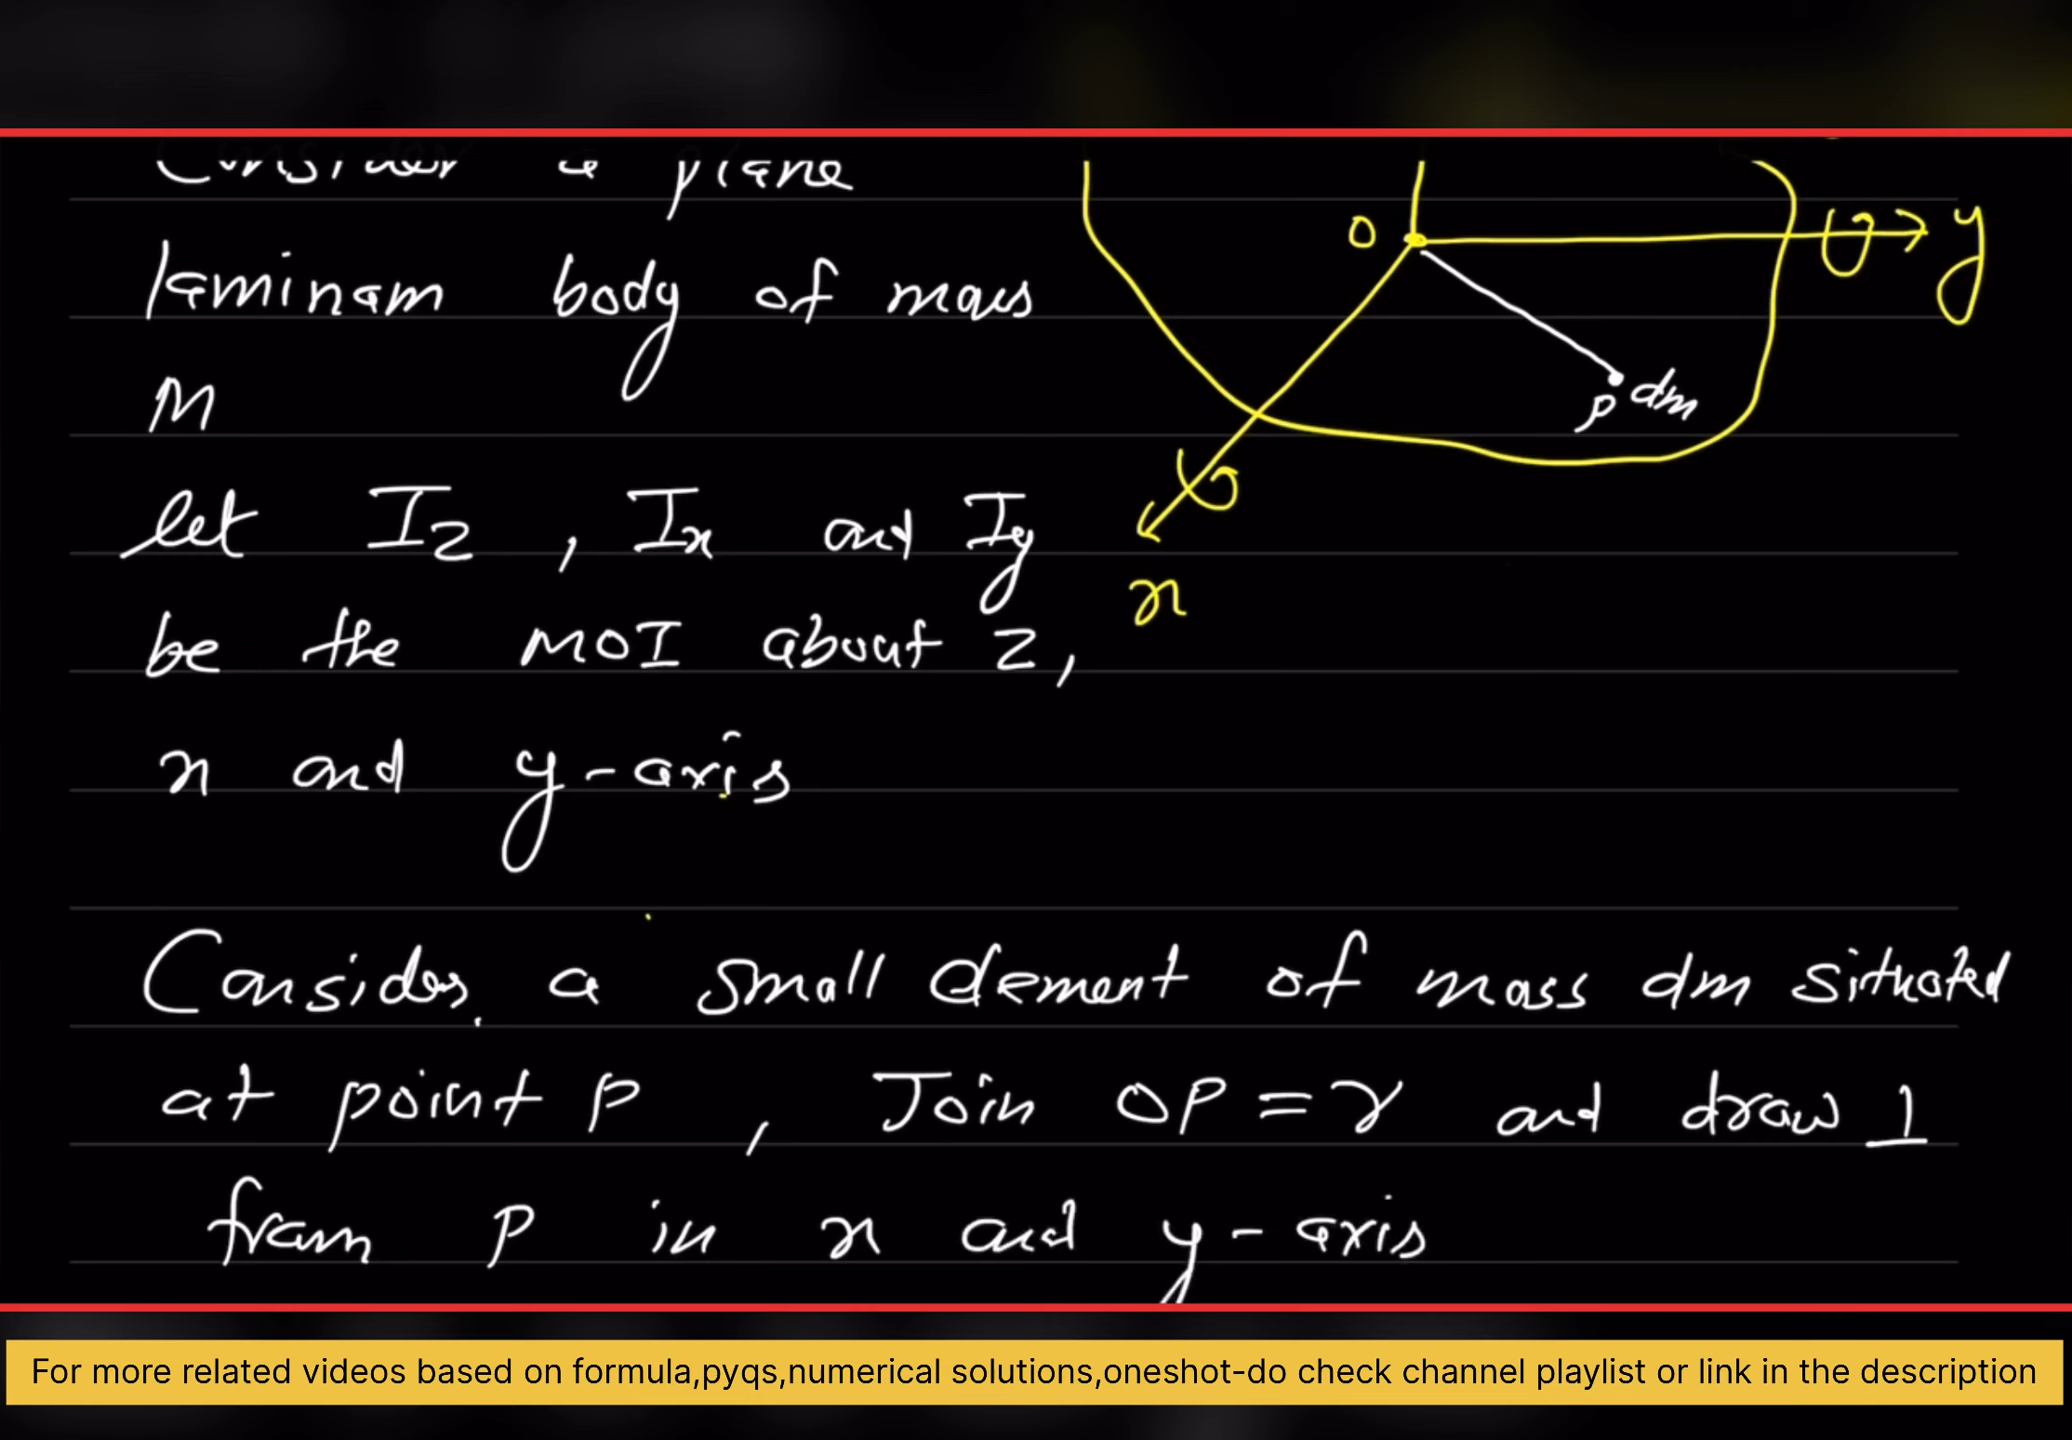 Consider a plane
laminam body of mass
M
let Iz , Ix and Iy
be the MOI about z,
x and y-axis
O
y
P dm
x
Consider a small element of mass dm situated
at point P , Join OP = r and draw ⊥
from P in x and y-axis
For more related videos based on formula,pyqs,numerical solutions,oneshot-do check channel playlist or link in the description